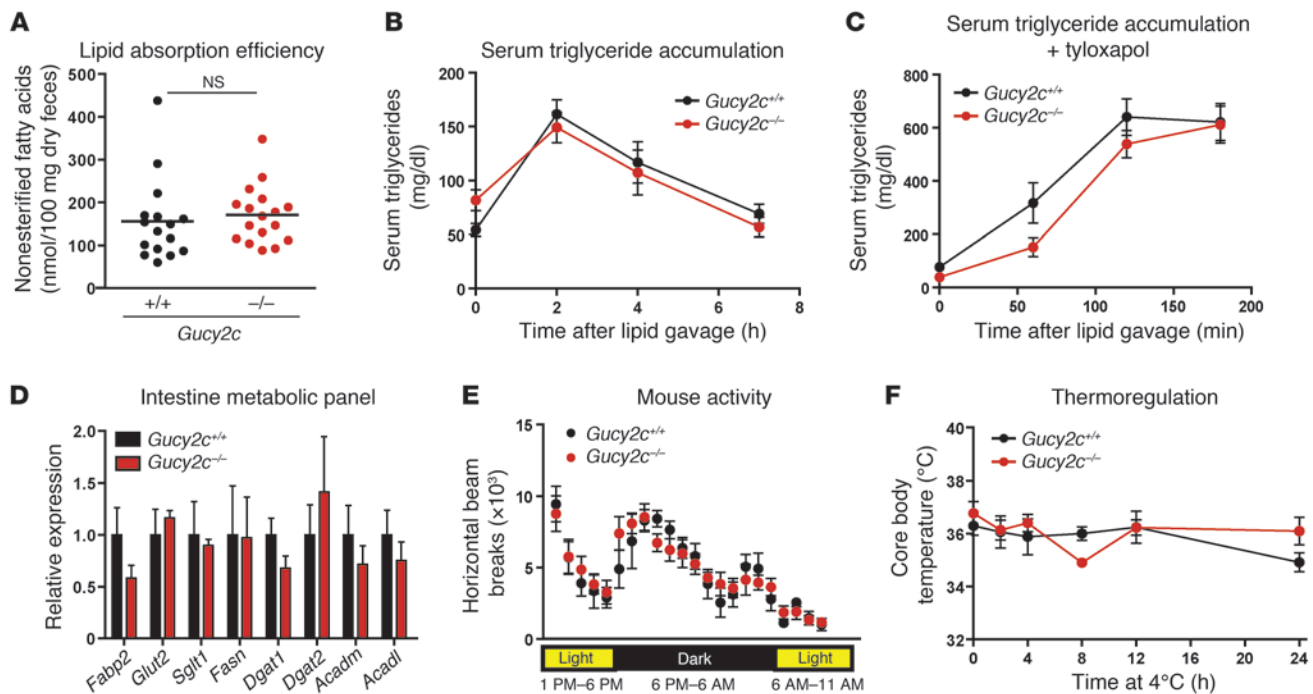 A
Lipid absorption efficiency
Nonesterified fatty acids
(nmol/100 mg dry feces)
500
400
300
200
100
0
NS
+/+
–/–
Gucy2c
B
Serum triglyceride accumulation
Serum triglycerides
(mg/dl)
200
150
100
50
0
Gucy2c+/+
Gucy2c–/–
0
2
4
6
8
Time after lipid gavage (h)
C
Serum triglyceride accumulation
+ tyloxapol
Serum triglycerides
(mg/dl)
800
600
400
200
0
Gucy2c+/+
Gucy2c–/–
0
50
100
150
200
Time after lipid gavage (min)
D
Intestine metabolic panel
Relative expression
2.0
1.5
1.0
0.5
0
Gucy2c+/+
Gucy2c–/–
Fabp2
Glut2
Sglt1
Fasn
Dgat1
Dgat2
Acadm
Acadl
E
Mouse activity
Horizontal beam
breaks (×10³)
15
10
5
0
Gucy2c+/+
Gucy2c–/–
Light
Dark
Light
1 PM–6 PM
6 PM–6 AM
6 AM–11 AM
F
Thermoregulation
Core body
temperature (°C)
40
38
36
34
32
Gucy2c+/+
Gucy2c–/–
0
4
8
12
16
20
24
Time at 4°C (h)